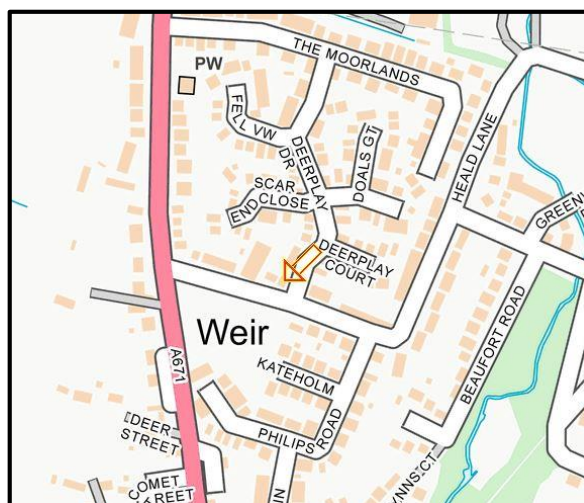 THE MOORLANDS
PW
FELL VW
DEERPLAY
DR
DOALS GT
HEALD LANE
SCAR
END CLOSE
GREEN
DEERPLAY
COURT
BEAUFORT ROAD
Weir
A671
KATEHOLM
DEER
STREET
PHILIPS ROAD
COMET
STREET